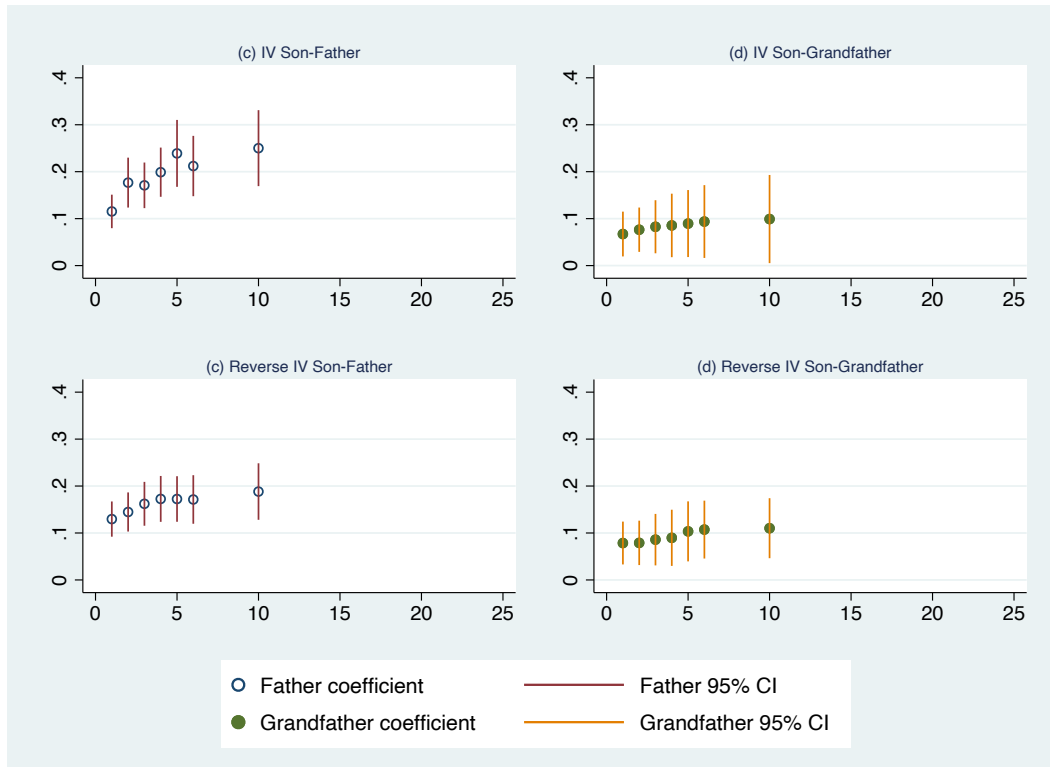 (c) IV Son-Father
(d) IV Son-Grandfather
.4
.3
.2
.1
0
0 5 10 15 20 25
.4
.3
.2
.1
0
0 5 10 15 20 25
(c) Reverse IV Son-Father
(d) Reverse IV Son-Grandfather
.4
.3
.2
.1
0
0 5 10 15 20 25
.4
.3
.2
.1
0
0 5 10 15 20 25
Father coefficient
Father 95% CI
Grandfather coefficient
Grandfather 95% CI